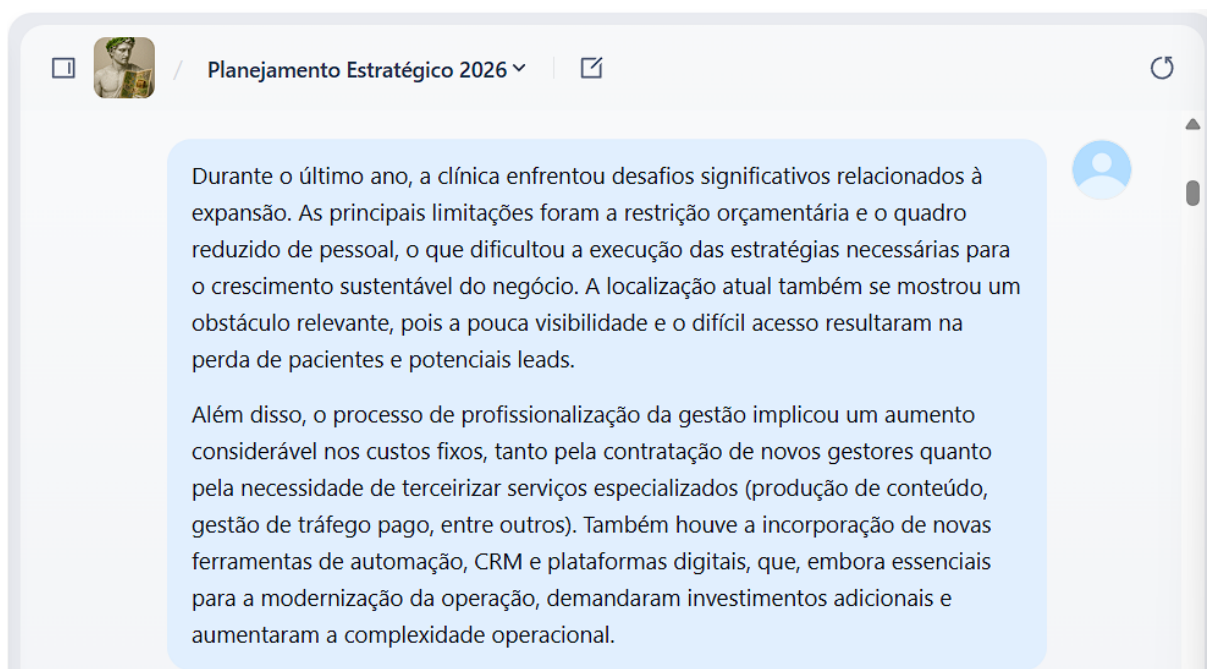 / Planejamento Estratégico 2026
Durante o último ano, a clínica enfrentou desafios significativos relacionados à
expansão. As principais limitações foram a restrição orçamentária e o quadro
reduzido de pessoal, o que dificultou a execução das estratégias necessárias para
o crescimento sustentável do negócio. A localização atual também se mostrou um
obstáculo relevante, pois a pouca visibilidade e o difícil acesso resultaram na
perda de pacientes e potenciais leads.
Além disso, o processo de profissionalização da gestão implicou um aumento
considerável nos custos fixos, tanto pela contratação de novos gestores quanto
pela necessidade de terceirizar serviços especializados (produção de conteúdo,
gestão de tráfego pago, entre outros). Também houve a incorporação de novas
ferramentas de automação, CRM e plataformas digitais, que, embora essenciais
para a modernização da operação, demandaram investimentos adicionais e
aumentaram a complexidade operacional.